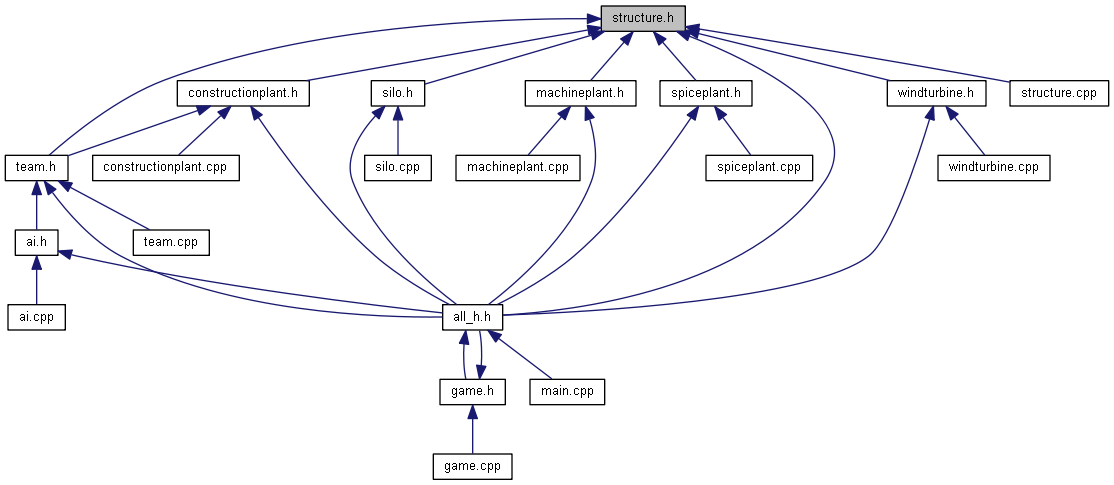 structure.h
constructionplant.h
silo.h
machineplant.h
spiceplant.h
windturbine.h
structure.cpp
team.h
constructionplant.cpp
silo.cpp
machineplant.cpp
spiceplant.cpp
windturbine.cpp
ai.h
team.cpp
ai.cpp
all_h.h
game.h
main.cpp
game.cpp